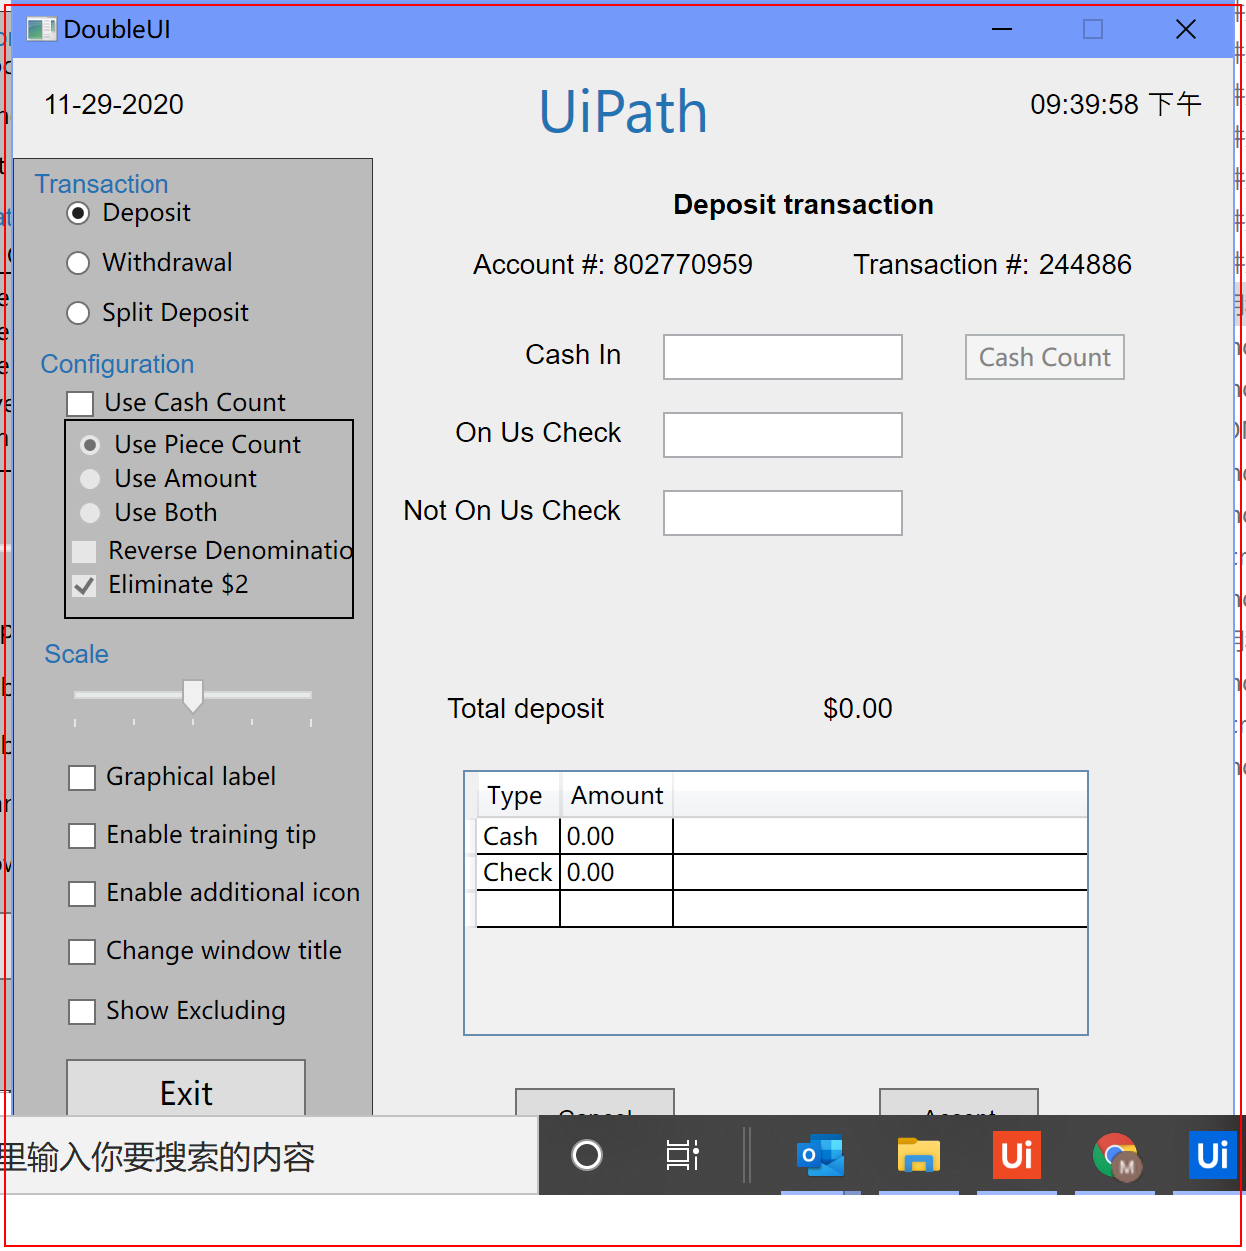 DoubleUI
11-29-2020
UiPath
09:39:58 下午
Transaction
Deposit
Withdrawal
Split Deposit
Configuration
Use Cash Count
Use Piece Count
Use Amount
Use Both
Reverse Denominatio
Eliminate $2
Scale
Graphical label
Enable training tip
Enable additional icon
Change window title
Show Excluding
Exit
Deposit transaction
Account #: 802770959
Transaction #: 244886
Cash In
Cash Count
On Us Check
Not On Us Check
Total deposit
$0.00
Type Amount
Cash 0.00
Check 0.00
Cancel
Accept
里输入你要搜索的内容
Ui
M
Ui